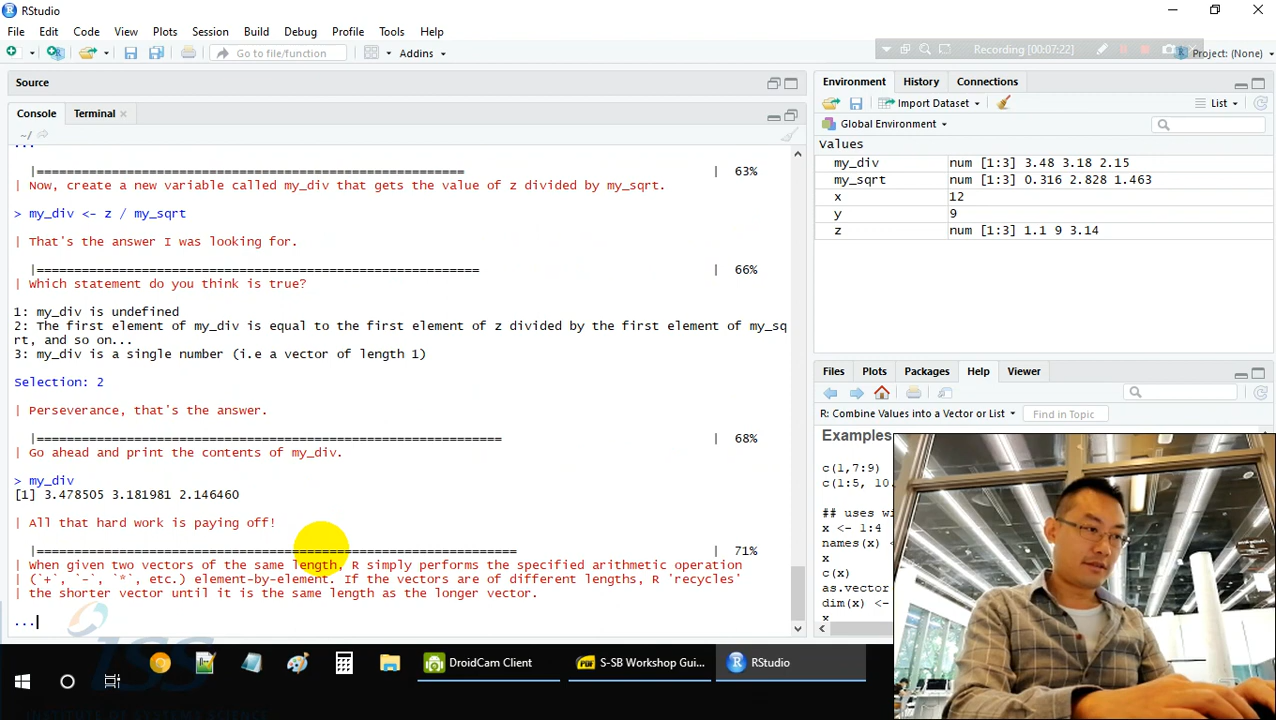 RStudio
File Edit Code View Plots Session Build Debug Profile Tools Help
Go to file/function Addins Recording [00:07:22] Project: (None)
Source
Console Terminal
~/
...
|========================================================= | 63%
| Now, create a new variable called my_div that gets the value of z divided by my_sqrt.
> my_div <- z / my_sqrt
| That's the answer I was looking for.
|=========================================================== | 66%
| Which statement do you think is true?
1: my_div is undefined
2: The first element of my_div is equal to the first element of z divided by the first element of my_sq
rt, and so on...
3: my_div is a single number (i.e a vector of length 1)
Selection: 2
| Perseverance, that's the answer.
|============================================================== | 68%
| Go ahead and print the contents of my_div.
> my_div
[1] 3.478505 3.181981 2.146460
| All that hard work is paying off!
|================================================================ | 71%
| When given two vectors of the same length, R simply performs the specified arithmetic operation
| (`+`, `-`, `*`, etc.) element-by-element. If the vectors are of different lengths, R 'recycles'
| the shorter vector until it is the same length as the longer vector.
...
Environment History Connections
Import Dataset List
Global Environment
Values
my_div num [1:3] 3.48 3.18 2.15
my_sqrt num [1:3] 0.316 2.828 1.463
x 12
y 9
z num [1:3] 1.1 9 3.14
Files Plots Packages Help Viewer
R: Combine Values into a Vector or List Find in Topic
Examples
c(1,7:9)
c(1:5, 10.
## uses wi
x <- 1:4
names(x) <
x
c(x)
as.vector
dim(x) <-
x
ISS
DroidCam Client S-SB Workshop Gui... RStudio